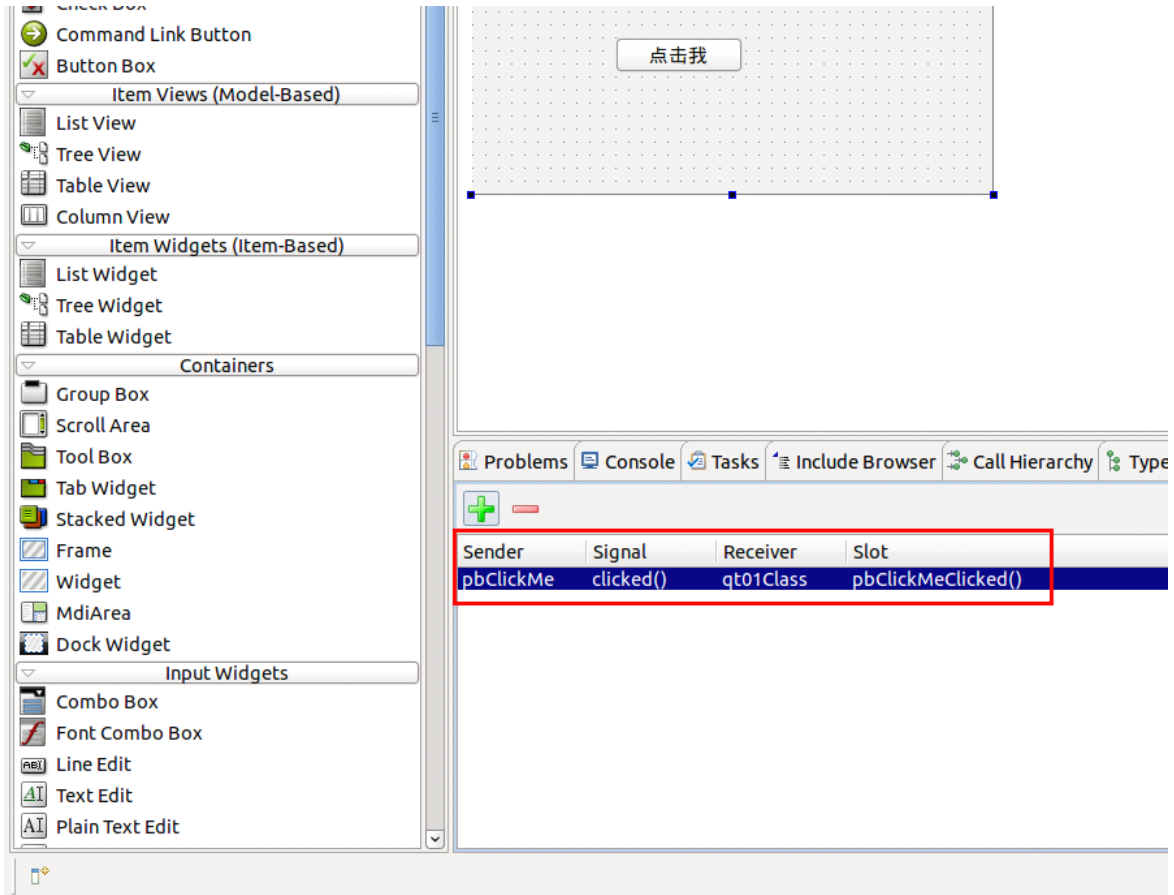 Check Box
Command Link Button
Button Box
Item Views (Model-Based)
List View
Tree View
Table View
Column View
Item Widgets (Item-Based)
List Widget
Tree Widget
Table Widget
Containers
Group Box
Scroll Area
Tool Box
Tab Widget
Stacked Widget
Frame
Widget
MdiArea
Dock Widget
Input Widgets
Combo Box
Font Combo Box
Line Edit
Text Edit
Plain Text Edit
点击我
Problems Console Tasks Include Browser Call Hierarchy Type
Sender Signal Receiver Slot
pbClickMe clicked() qt01Class pbClickMeClicked()